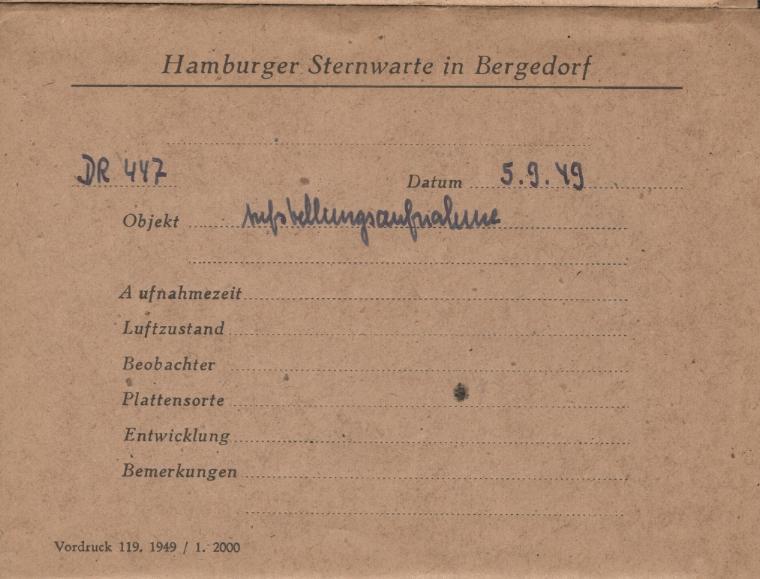 Hamburger Sternwarte in Bergedorf
DR 447 Datum 5.9.49
Objekt Aufstellungsaufnahme
Aufnahmezeit
Luftzustand
Beobachter
Plattensorte
Entwicklung
Bemerkungen
Vordruck 119. 1949 / 1. 2000